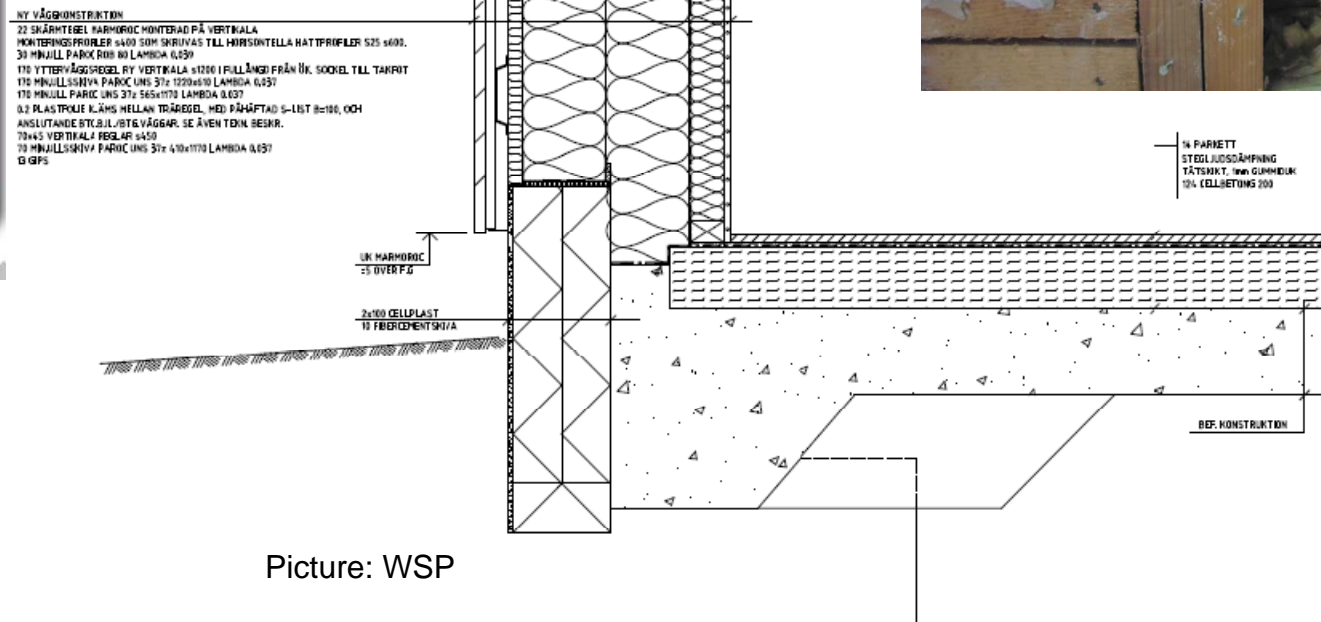 NY VÄGGKONSTRUKTION
22 SKÄRMTEGEL MARMOROC MONTERAD PÅ VERTIKALA
MONTERINGSPROFILER s400 SOM SKRUVAS TILL HORISONTELLA HATTPROFILER S25 s600.
30 MINULL PAROC ROB 80 LAMBDA 0,039
170 YTTERVÄGGSREGEL RY VERTIKALA s1200 I FULLÄNGD FRÅN ÖK. SOCKEL TILL TAKFOT
170 MINULLSSKIVA PAROC UNS 37z 1220x610 LAMBDA 0,037
170 MINULL PAROC UNS 37z 565x1170 LAMBDA 0.037
0.2 PLASTFOLIE KLÄMS MELLAN TRÄREGEL, MED PÅHÄFTAD S-LIST B=100, OCH
ANSLUTANDE BTG.BJL./BTG.VÄGGAR. SE ÄVEN TEKN. BESKR.
70x45 VERTIKALA REGLAR s450
70 MINULLSSKIVA PAROC UNS 37z 410x1170 LAMBDA 0,037
13 GIPS
14 PARKETT
STEGLJUDSDÄMPNING
TÄTSKIKT, 1mm GUMMIDUK
124 CELLBETONG 200
UK MARMOROC
=5 ÖVER F.G
2x100 CELLPLAST
10 FIBERCEMENTSKIVA
BEF. KONSTRUKTION
Picture: WSP